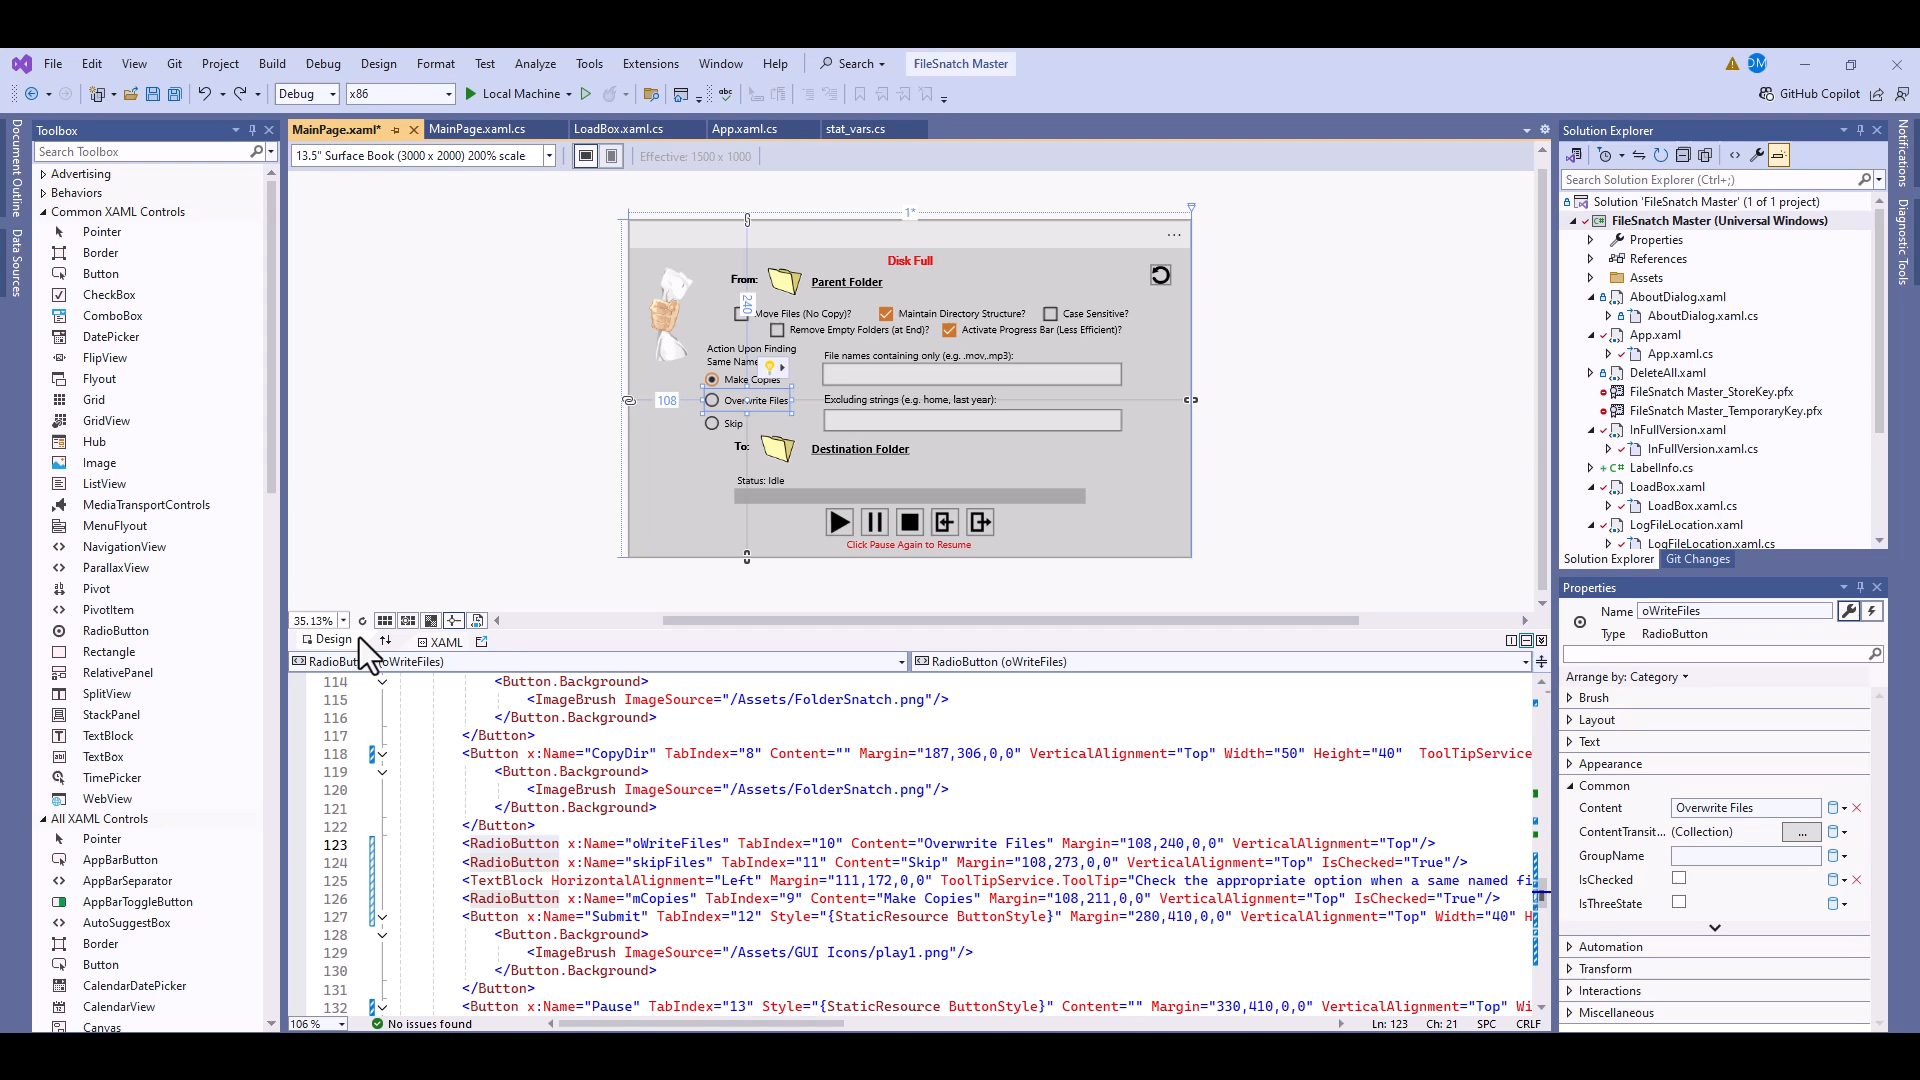 File Edit View Git Project Build Debug Design Format Test Analyze Tools Extensions Window Help Search FileSnatch Master DM
Debug x86 Local Machine GitHub Copilot
Document Outline
Data Sources
Toolbox
Search Toolbox
Advertising
Behaviors
Common XAML Controls
Pointer
Border
Button
CheckBox
ComboBox
DatePicker
FlipView
Flyout
Grid
GridView
Hub
Image
ListView
MediaTransportControls
MenuFlyout
NavigationView
ParallaxView
Pivot
PivotItem
RadioButton
Rectangle
RelativePanel
SplitView
StackPanel
TextBlock
TextBox
TimePicker
WebView
All XAML Controls
Pointer
AppBarButton
AppBarSeparator
AppBarToggleButton
AutoSuggestBox
Border
Button
CalendarDatePicker
CalendarView
Canvas
MainPage.xaml* MainPage.xaml.cs LoadBox.xaml.cs App.xaml.cs stat_vars.cs
13.5" Surface Book (3000 x 2000) 200% scale Effective: 1500 x 1000
1*
Disk Full
From: Parent Folder
240
Move Files (No Copy)? Maintain Directory Structure? Case Sensitive?
Remove Empty Folders (at End)? Activate Progress Bar (Less Efficient)?
Action Upon Finding
Same Name
File names containing only (e.g. .mov,.mp3):
Make Copies
108 Overwrite Files Excluding strings (e.g. home, last year):
Skip
To: Destination Folder
Status: Idle
Click Pause Again to Resume
35.13%
Design XAML
RadioButton (oWriteFiles) RadioButton (oWriteFiles)
114 <Button.Background>
115 <ImageBrush ImageSource="/Assets/FolderSnatch.png"/>
116 </Button.Background>
117 </Button>
118 <Button x:Name="CopyDir" TabIndex="8" Content="" Margin="187,306,0,0" VerticalAlignment="Top" Width="50" Height="40" ToolTipService
119 <Button.Background>
120 <ImageBrush ImageSource="/Assets/FolderSnatch.png"/>
121 </Button.Background>
122 </Button>
123 <RadioButton x:Name="oWriteFiles" TabIndex="10" Content="Overwrite Files" Margin="108,240,0,0" VerticalAlignment="Top"/>
124 <RadioButton x:Name="skipFiles" TabIndex="11" Content="Skip" Margin="108,273,0,0" VerticalAlignment="Top" IsChecked="True"/>
125 <TextBlock HorizontalAlignment="Left" Margin="111,172,0,0" ToolTipService.ToolTip="Check the appropriate option when a same named fi
126 <RadioButton x:Name="mCopies" TabIndex="9" Content="Make Copies" Margin="108,211,0,0" VerticalAlignment="Top" IsChecked="True"/>
127 <Button x:Name="Submit" TabIndex="12" Style="{StaticResource ButtonStyle}" Margin="280,410,0,0" VerticalAlignment="Top" Width="40" H
128 <Button.Background>
129 <ImageBrush ImageSource="/Assets/GUI Icons/play1.png"/>
130 </Button.Background>
131 </Button>
132 <Button x:Name="Pause" TabIndex="13" Style="{StaticResource ButtonStyle}" Content="" Margin="330,410,0,0" VerticalAlignment="Top" Wi
106 % No issues found Ln: 123 Ch: 21 SPC CRLF
Solution Explorer
Search Solution Explorer (Ctrl+;)
Solution 'FileSnatch Master' (1 of 1 project)
FileSnatch Master (Universal Windows)
Properties
References
Assets
AboutDialog.xaml
AboutDialog.xaml.cs
App.xaml
App.xaml.cs
DeleteAll.xaml
FileSnatch Master_StoreKey.pfx
FileSnatch Master_TemporaryKey.pfx
InFullVersion.xaml
InFullVersion.xaml.cs
LabelInfo.cs
LoadBox.xaml
LoadBox.xaml.cs
LogFileLocation.xaml
LogFileLocation.xaml.cs
Solution Explorer Git Changes
Properties
Name oWriteFiles
Type RadioButton
Arrange by: Category
Brush
Layout
Text
Appearance
Common
Content Overwrite Files
ContentTransit... (Collection) ...
GroupName
IsChecked
IsThreeState
Automation
Transform
Interactions
Miscellaneous
Notifications
Diagnostic Tools